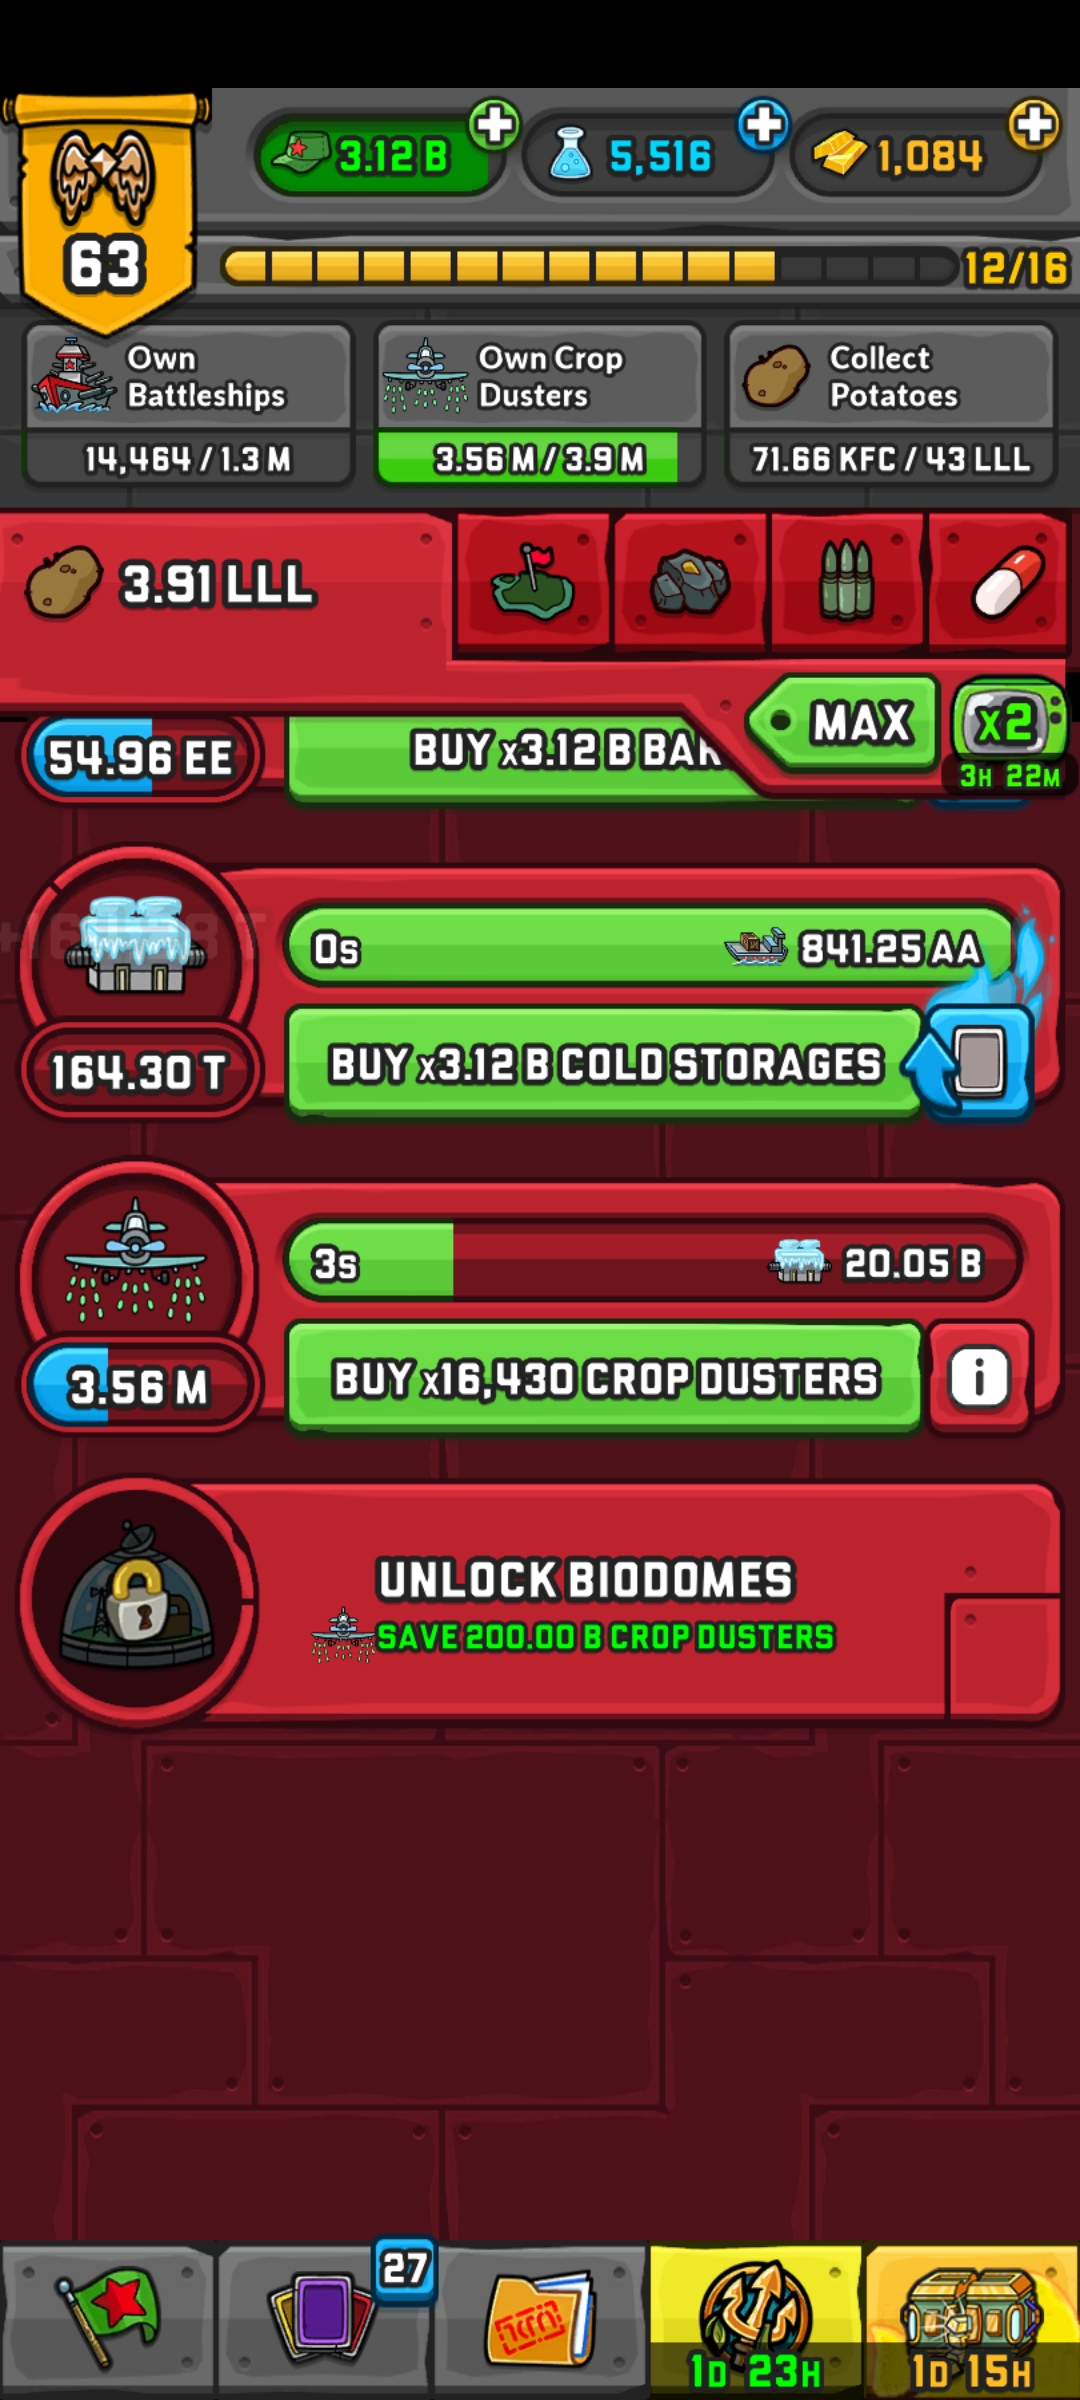 3.12 B
5,516
1,084
63
12/16
Own
Battleships
14,464 / 1.3 M
Own Crop
Dusters
3.56 M / 3.9 M
Collect
Potatoes
71.66 KFC / 43 LLL
3.91 LLL
MAX
x2
3H 22M
54.96 EE
BUY x3.12 B BAR
0s
841.25 AA
164.30 T
BUY x3.12 B COLD STORAGES
3s
20.05 B
3.56 M
BUY x16,430 CROP DUSTERS
i
UNLOCK BIODOMES
SAVE 200.00 B CROP DUSTERS
27
1D 23H
1D 15H